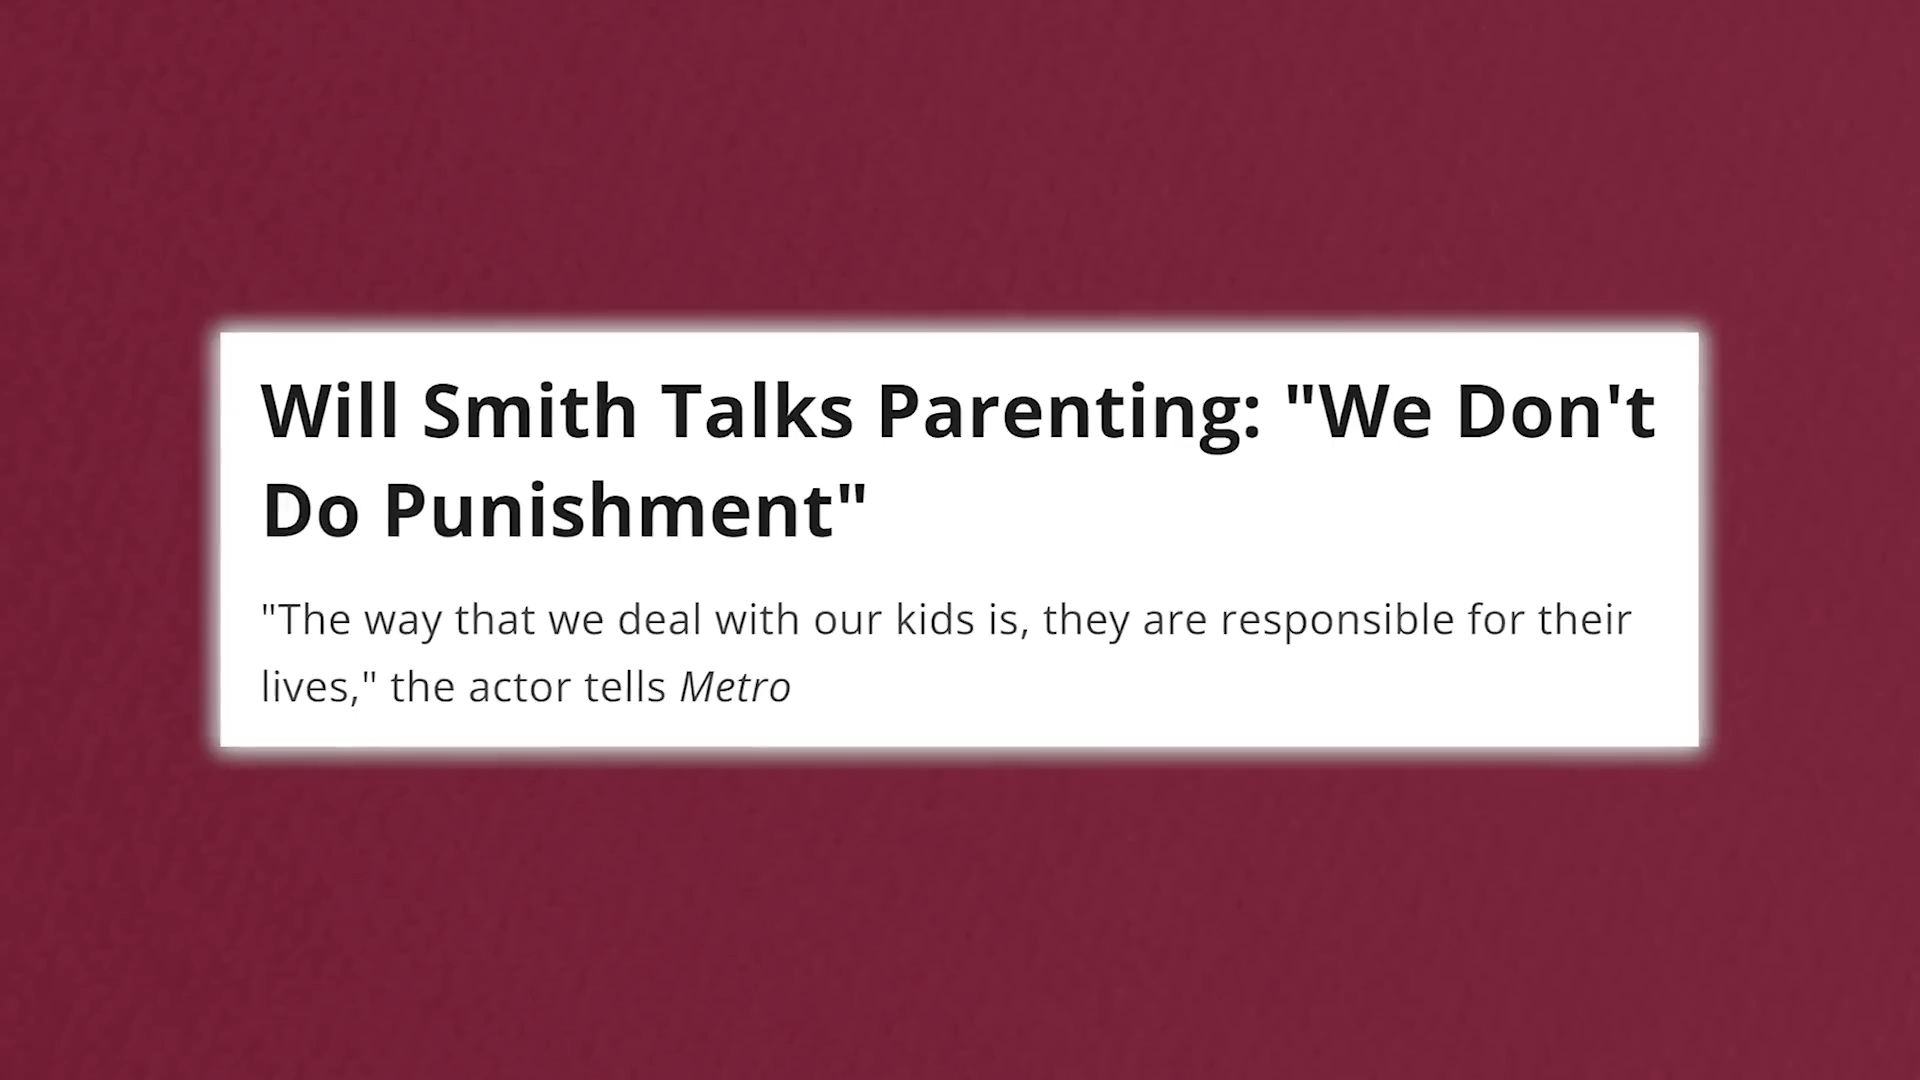 Will Smith Talks Parenting: "We Don't
Do Punishment"
"The way that we deal with our kids is, they are responsible for their
lives," the actor tells Metro